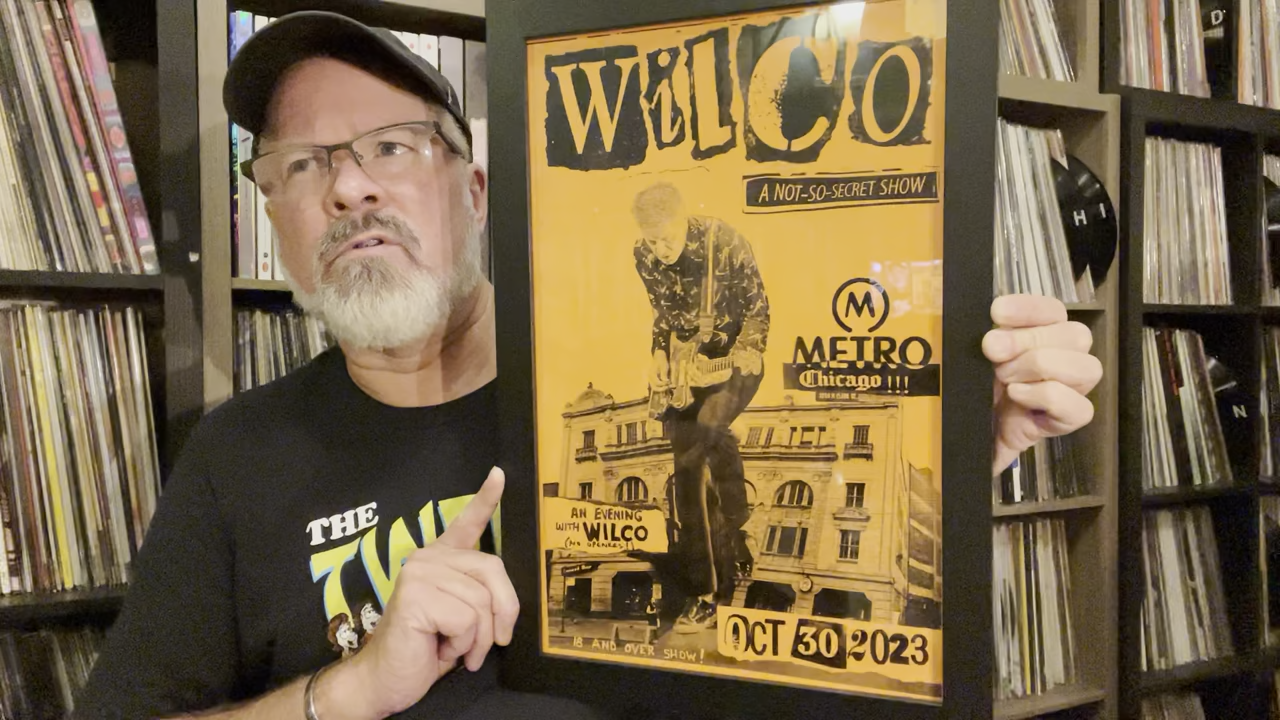 WilCO
A NOT-SO-SECRET SHOW
M
METRO
Chicago !!!
AN EVENING
WITH WILCO
(NO OPENERS!!)
OCT 30 2023
18 AND OVER SHOW!
THE
D
H I
N